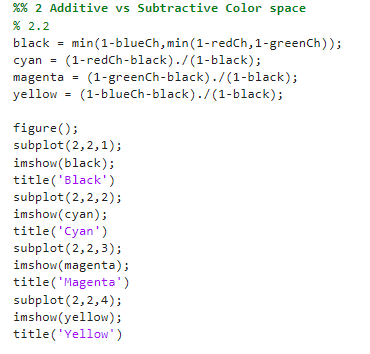 %% 2 Additive vs Subtractive Color space
% 2.2
black = min(1-blueCh,min(1-redCh,1-greenCh));
cyan = (1-redCh-black)./(1-black);
magenta = (1-greenCh-black)./(1-black);
yellow = (1-blueCh-black)./(1-black);

figure();
subplot(2,2,1);
imshow(black);
title('Black')
subplot(2,2,2);
imshow(cyan);
title('Cyan')
subplot(2,2,3);
imshow(magenta);
title('Magenta')
subplot(2,2,4);
imshow(yellow);
title('Yellow')